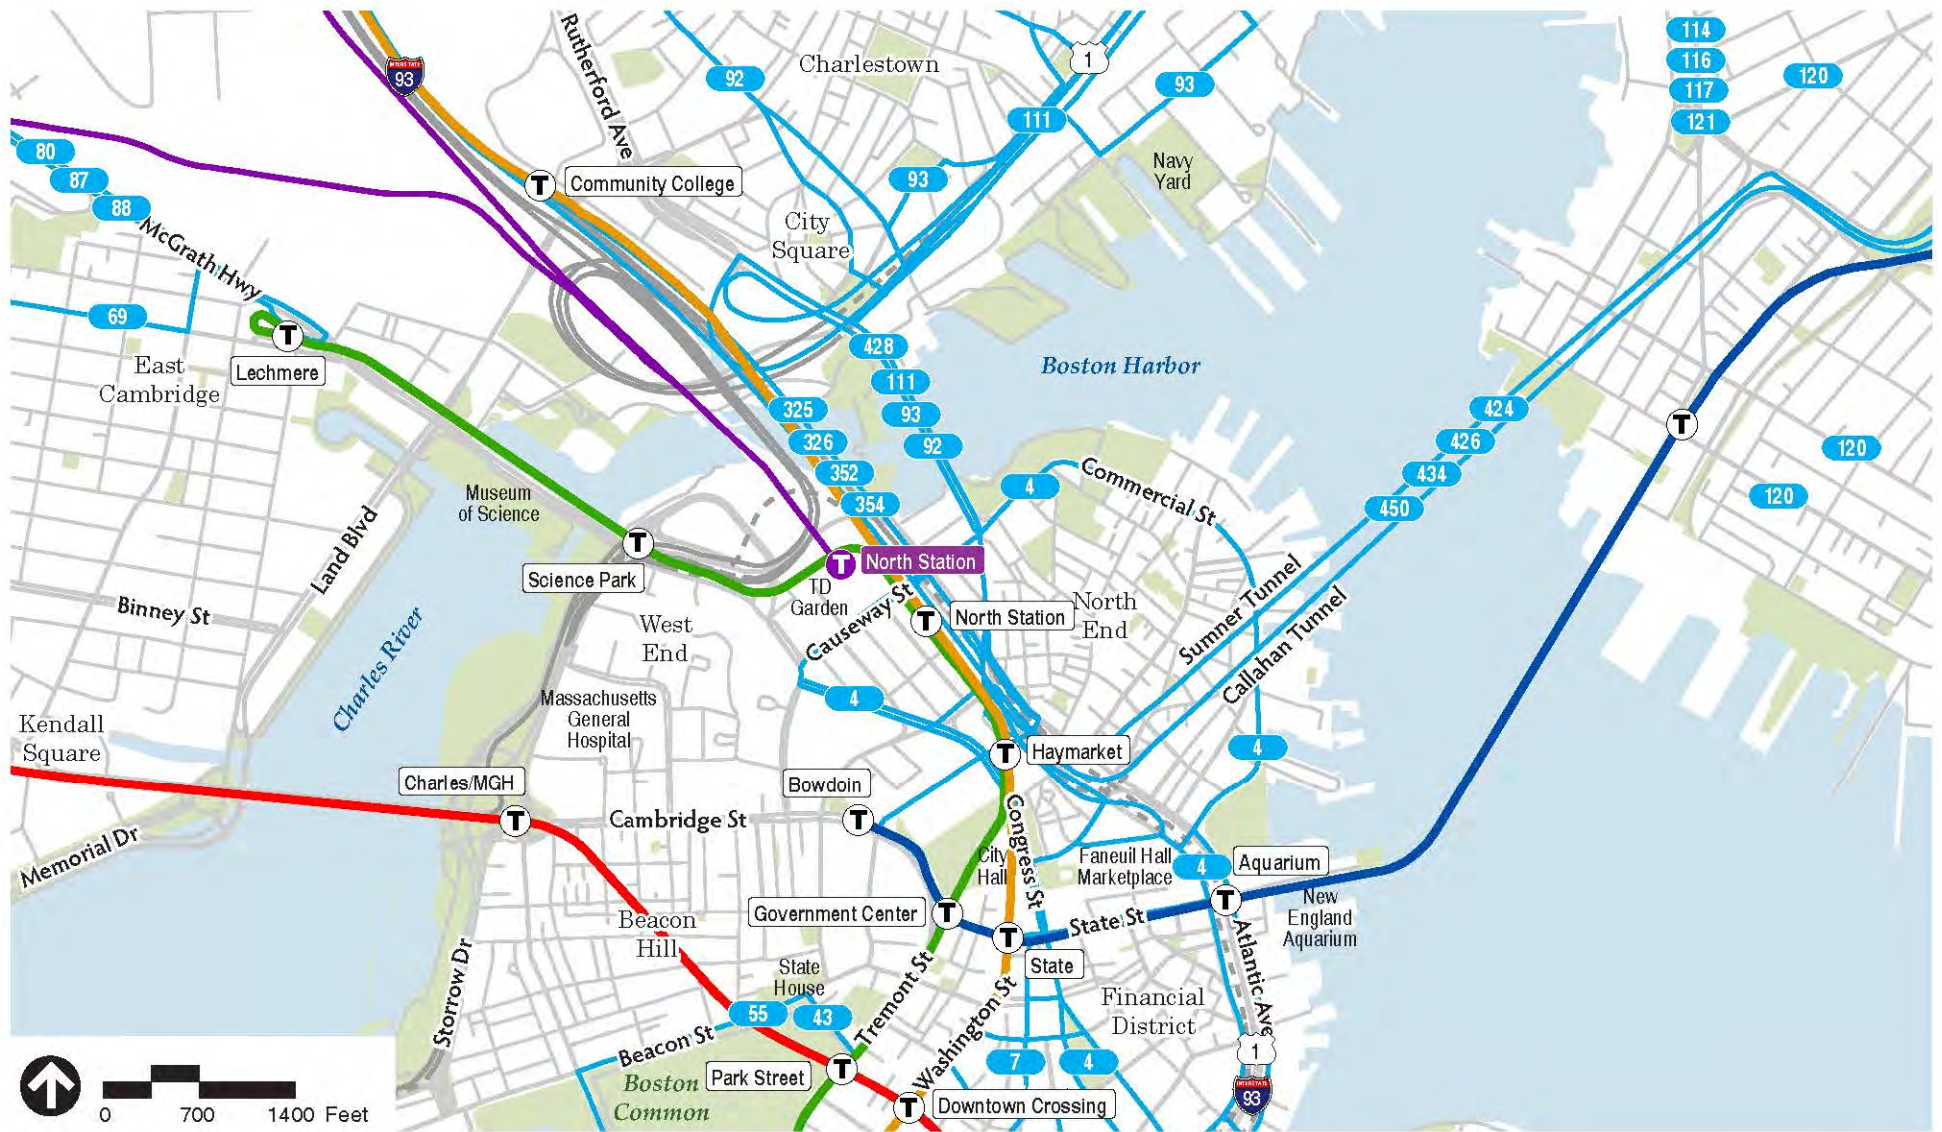 114
116
117
121
120
INTERSTATE
93
1
Rutherford Ave
92
Charlestown
93
111
Navy
Yard
80
87
88
Community College
93
City
Square
McGrath Hwy
69
Lechmere
East
Cambridge
428
111
93
92
Boston Harbor
325
326
352
354
424
426
434
450
T
T
T
120
120
4
Commercial St
Museum
of Science
Land Blvd
T
Science Park
T
North Station
TD
Garden
Causeway St
T
North Station
North
End
Sumner Tunnel
Callahan Tunnel
Binney St
Charles River
West
End
4
Massachusetts
General
Hospital
Kendall
Square
T
Haymarket
4
Charles/MGH
T
Bowdoin
T
Cambridge St
Memorial Dr
Congress St
City
Hall
Faneuil Hall
Marketplace
4
Aquarium
T
New
England
Aquarium
Government Center
T
T
State St
State
Beacon
Hill
State
House
Tremont St
Washington St
Financial
District
Atlantic Ave
Storrow Dr
55
43
Beacon St
Park Street
T
7
4
1
INTERSTATE
93
Boston
Common
T
Downtown Crossing
0 700 1400 Feet